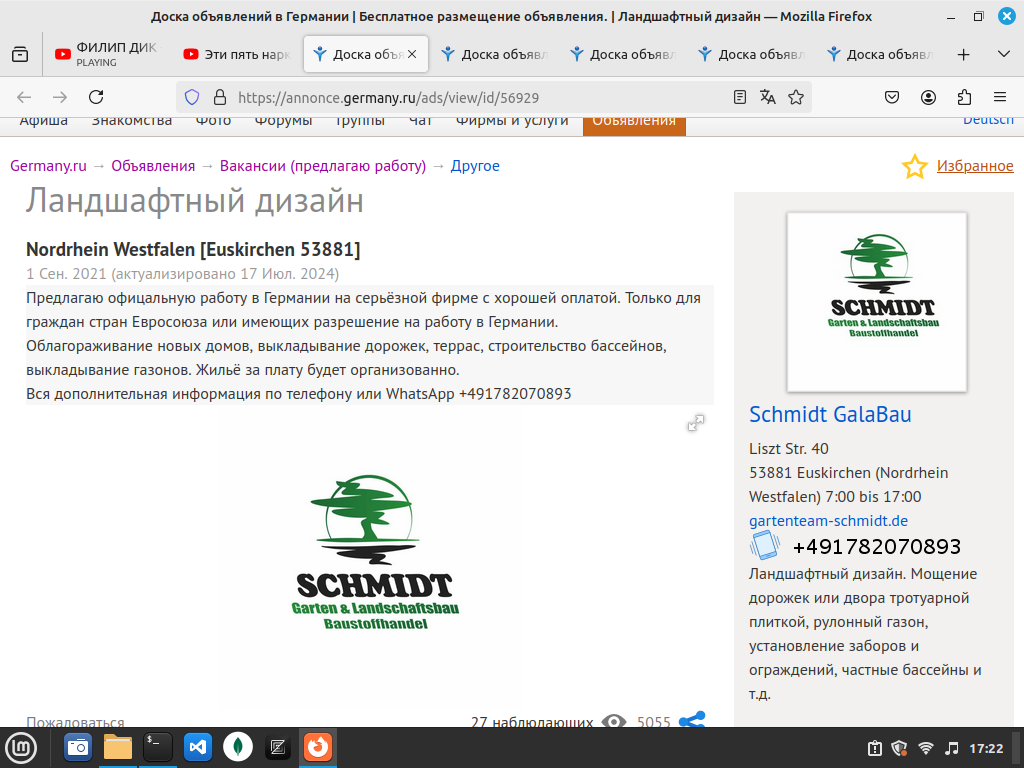 Доска объявлений в Германии | Бесплатное размещение объявления. | Ландшафтный дизайн — Mozilla Firefox
ФИЛИП ДИК
PLAYING
Эти пять нарк
Доска объя
Доска объявл
Доска объявл
Доска объявл
Доска объявл
https://annonce.germany.ru/ads/view/id/56929
Афиша Знакомства Фото Форумы Группы Чат Фирмы и услуги Объявления Deutsch
Germany.ru → Объявления → Вакансии (предлагаю работу) → Другое
Избранное
Ландшафтный дизайн
Nordrhein Westfalen [Euskirchen 53881]
1 Сен. 2021 (актуализировано 17 Июл. 2024)
Предлагаю офицальную работу в Германии на серьёзной фирме с хорошей оплатой. Только для
граждан стран Евросоюза или имеющих разрешение на работу в Германии.
Облагораживание новых домов, выкладывание дорожек, террас, строительство бассейнов,
выкладывание газонов. Жильё за плату будет организованно.
Вся дополнительная информация по телефону или WhatsApp +491782070893
SCHMIDT
Garten & Landschaftsbau
Baustoffhandel
Пожаловаться
27 наблюдающих 5055
SCHMIDT
Garten & Landschaftsbau
Baustoffhandel
Schmidt GalaBau
Liszt Str. 40
53881 Euskirchen (Nordrhein
Westfalen) 7:00 bis 17:00
gartenteam-schmidt.de
+491782070893
Ландшафтный дизайн. Мощение
дорожек или двора тротуарной
плиткой, рулонный газон,
установление заборов и
ограждений, частные бассейны и
т.д.
17:22